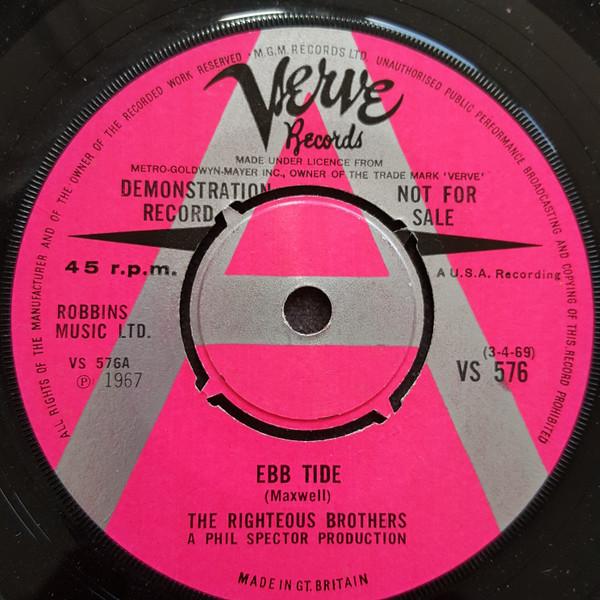 ALL RIGHTS OF THE MANUFACTURER AND OF THE OWNER OF THE RECORDED WORK RESERVED · M.G.M. RECORDS LTD. UNAUTHORISED PUBLIC PERFORMANCE BROADCASTING AND COPYING OF THIS RECORD PROHIBITED
Verve
Records
MADE UNDER LICENCE FROM
METRO-GOLDWYN-MAYER INC., OWNER OF THE TRADE MARK 'VERVE'
DEMONSTRATION RECORD
NOT FOR SALE
45 r.p.m.
A U.S.A. Recording
ROBBINS
MUSIC LTD.
VS 576A
℗ 1967
(3-4-69)
VS 576
EBB TIDE
(Maxwell)
THE RIGHTEOUS BROTHERS
A PHIL SPECTOR PRODUCTION
MADE IN GT. BRITAIN
A